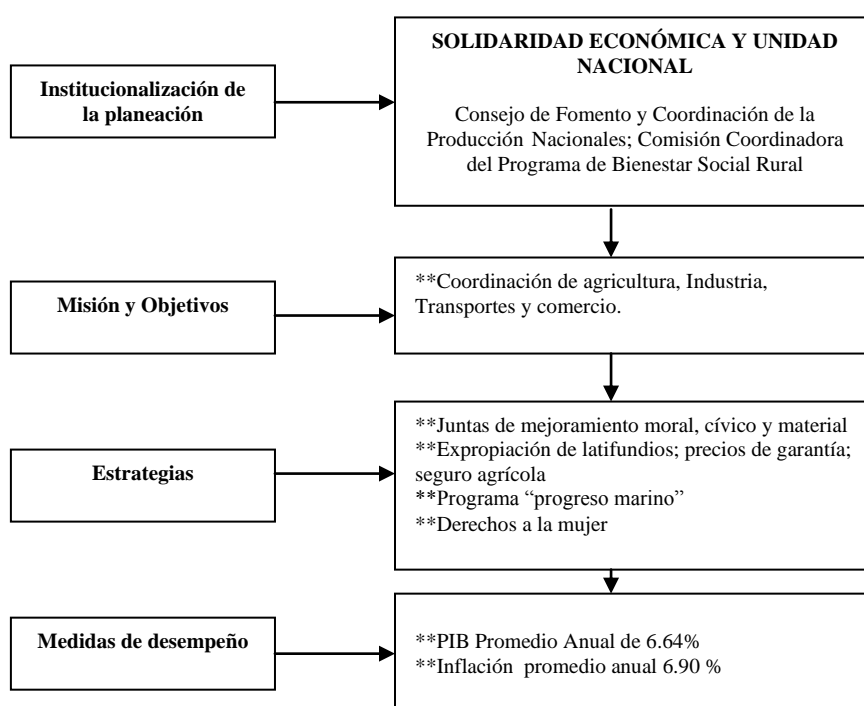 Institucionalización de
la planeación
SOLIDARIDAD ECONÓMICA Y UNIDAD
NACIONAL
Consejo de Fomento y Coordinación de la
Producción Nacionales; Comisión Coordinadora
del Programa de Bienestar Social Rural
Misión y Objetivos
**Coordinación de agricultura, Industria,
Transportes y comercio.
Estrategias
**Juntas de mejoramiento moral, cívico y material
**Expropiación de latifundios; precios de garantía;
seguro agrícola
**Programa “progreso marino”
**Derechos a la mujer
Medidas de desempeño
**PIB Promedio Anual de 6.64%
**Inflación promedio anual 6.90 %